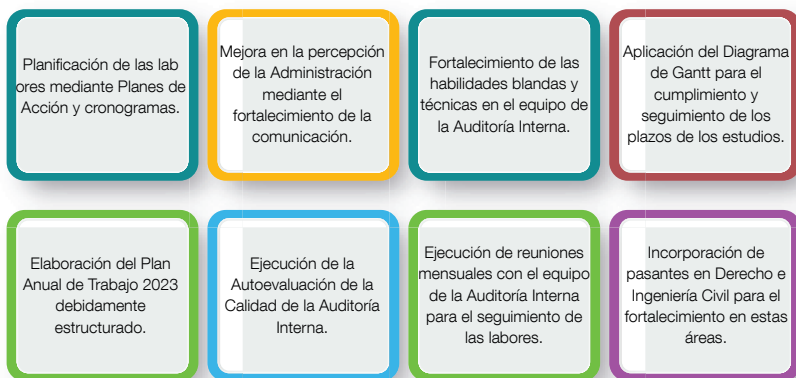 Planificación de las lab
ores mediante Planes de
Acción y cronogramas.
Mejora en la percepción
de la Administración
mediante el
fortalecimiento de la
comunicación.
Fortalecimiento de las
habilidades blandas y
técnicas en el equipo de
la Auditoría Interna.
Aplicación del Diagrama
de Gantt para el
cumplimiento y
seguimiento de los
plazos de los estudios.
Elaboración del Plan
Anual de Trabajo 2023
debidamente
estructurado.
Ejecución de la
Autoevaluación de la
Calidad de la Auditoría
Interna.
Ejecución de reuniones
mensuales con el equipo
de la Auditoría Interna
para el seguimiento de
las labores.
Incorporación de
pasantes en Derecho e
Ingeniería Civil para el
fortalecimiento en estas
áreas.